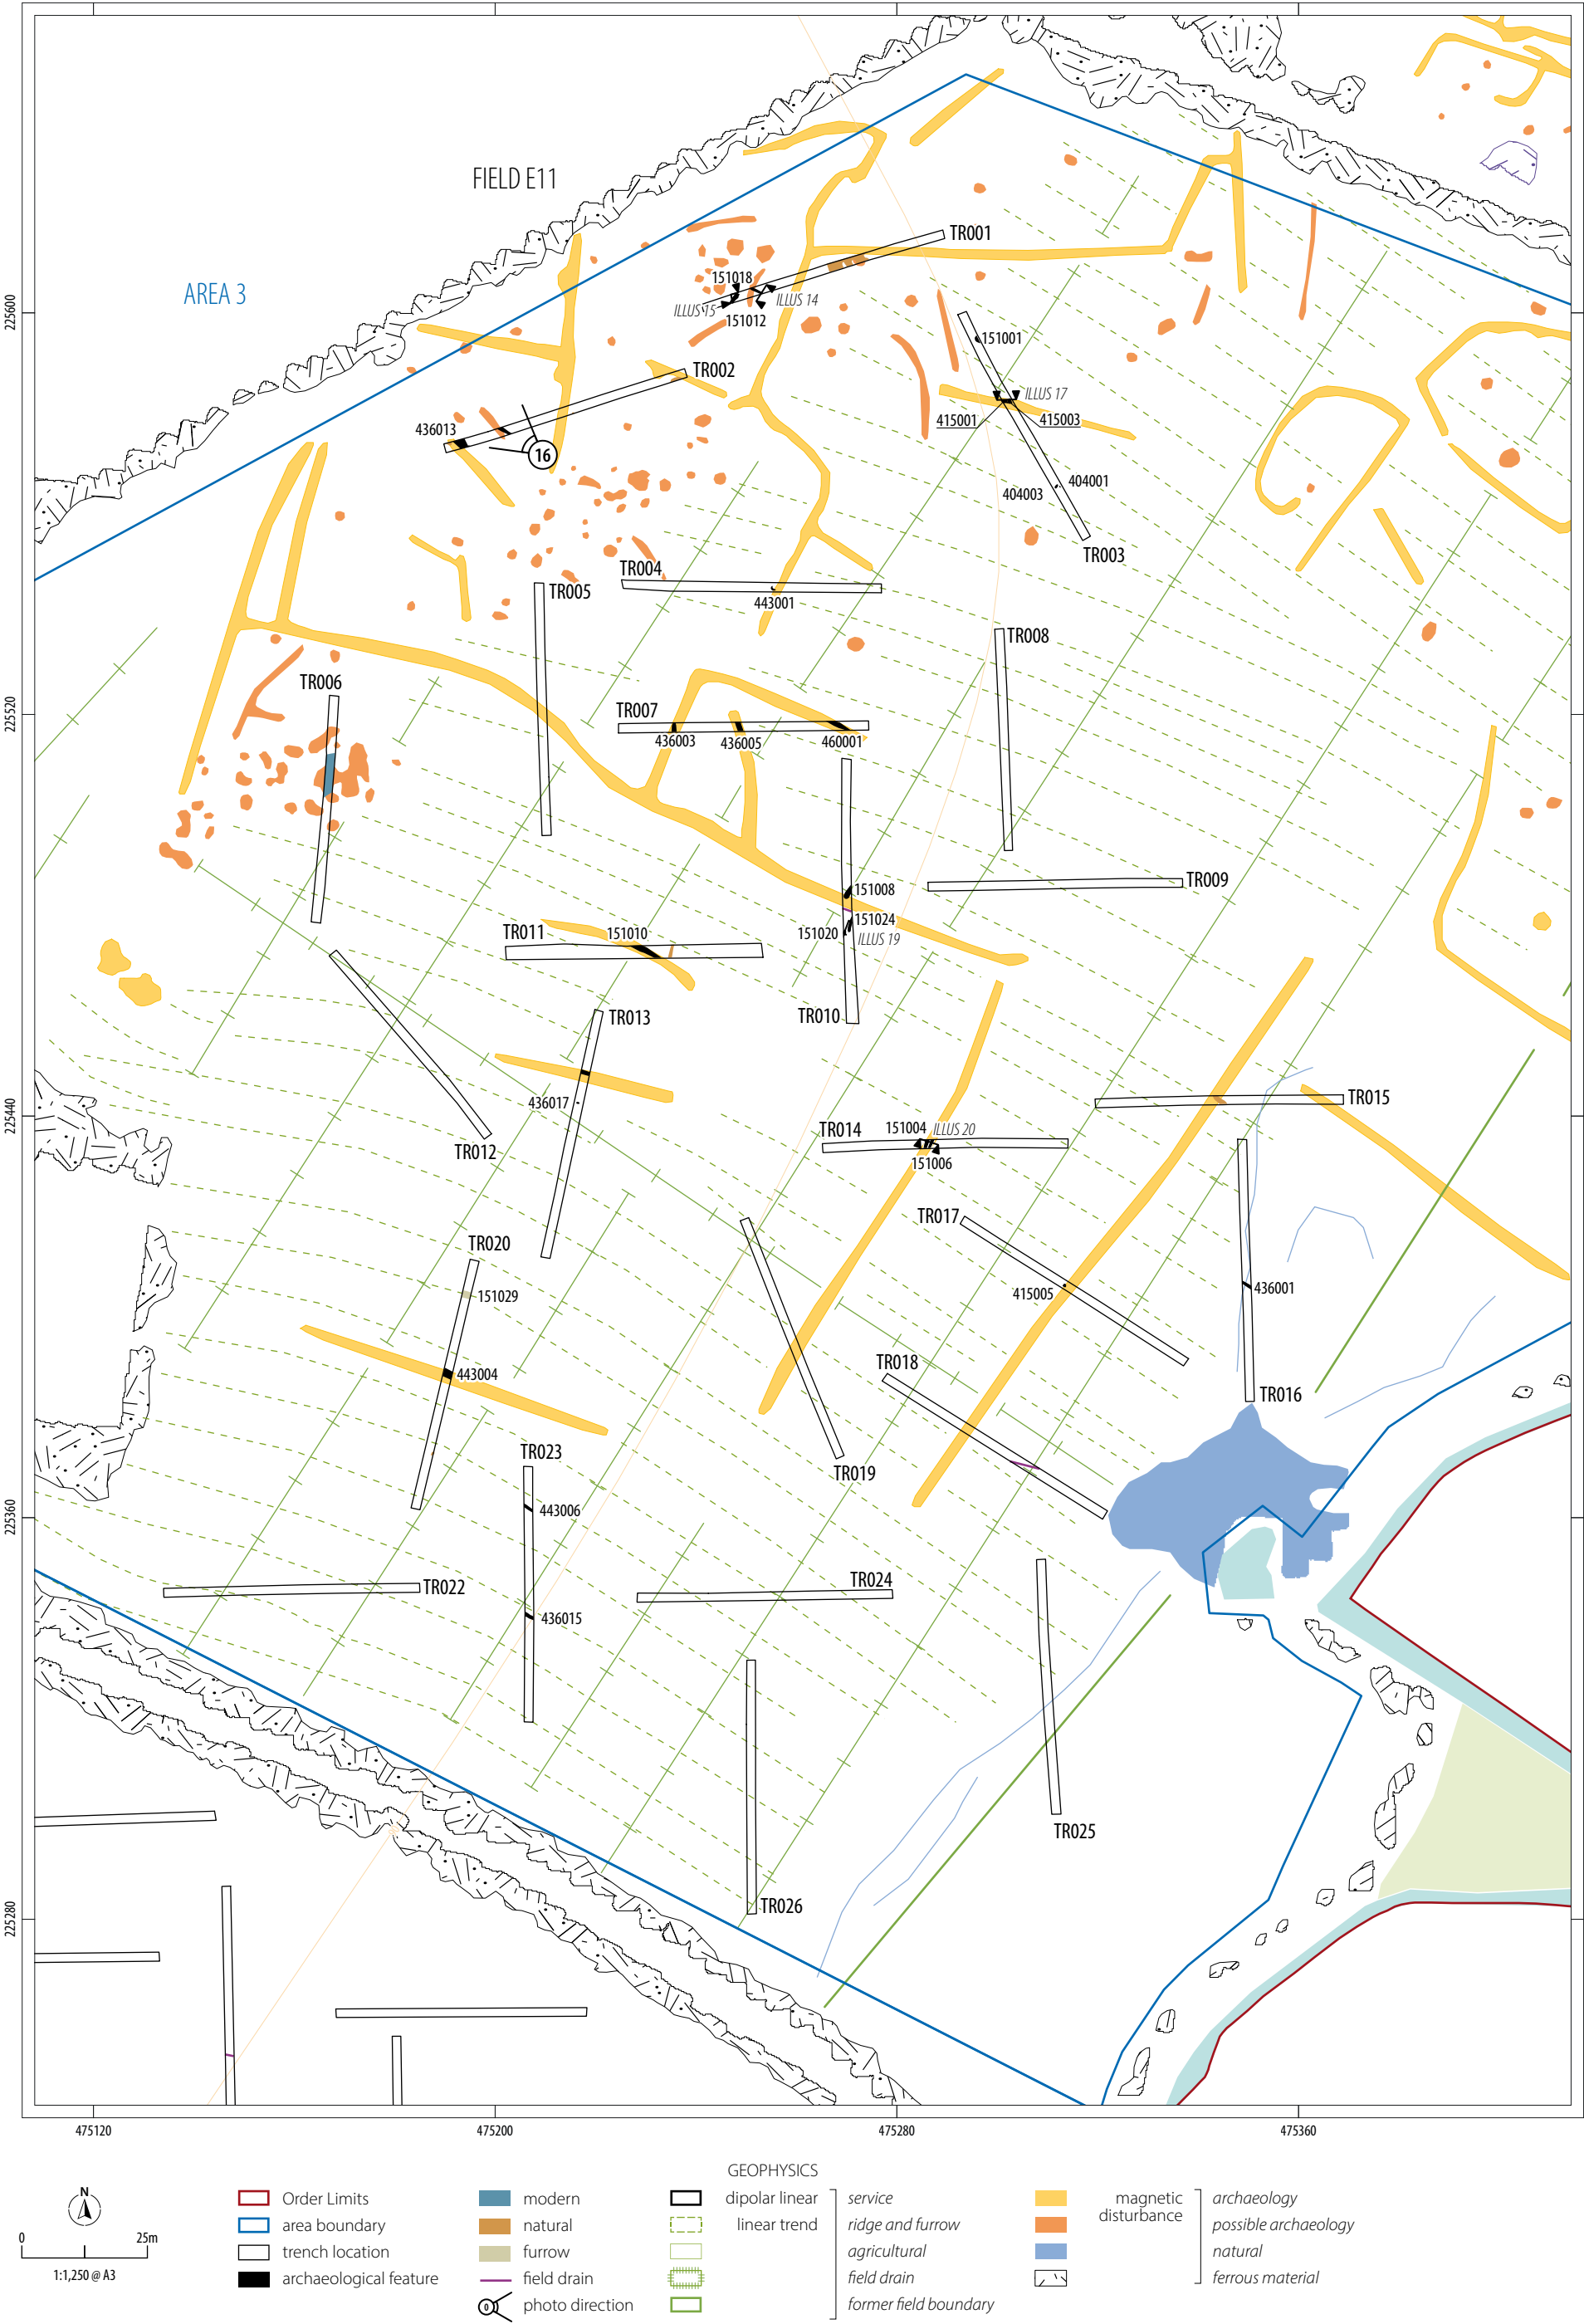 FIELD E11
TR001
AREA 3
151018
ILLUS 14
ILLUS 15
151012
225600
151001
TR002
ILLUS 17
415001
415003
436013
16
404001
404003
TR003
TR004
TR005
443001
TR008
TR006
TR007
225520
436003
436005
460001
TR009
151008
TR011
151010
151024
151020
ILLUS 19
TR013
TR010
TR015
436017
225440
TR014
151004
ILLUS 20
TR012
151006
TR017
TR020
436001
151029
415005
TR018
443004
TR016
TR023
TR019
443006
225360
TR024
TR022
436015
TR025
TR026
225280
475120
475200
475280
475360
GEOPHYSICS
N
0 25m
1:1,250 @ A3
Order Limits
area boundary
trench location
archaeological feature
modern
natural
furrow
field drain
0 photo direction
dipolar linear
linear trend
service
ridge and furrow
agricultural
field drain
former field boundary
magnetic
disturbance
archaeology
possible archaeology
natural
ferrous material